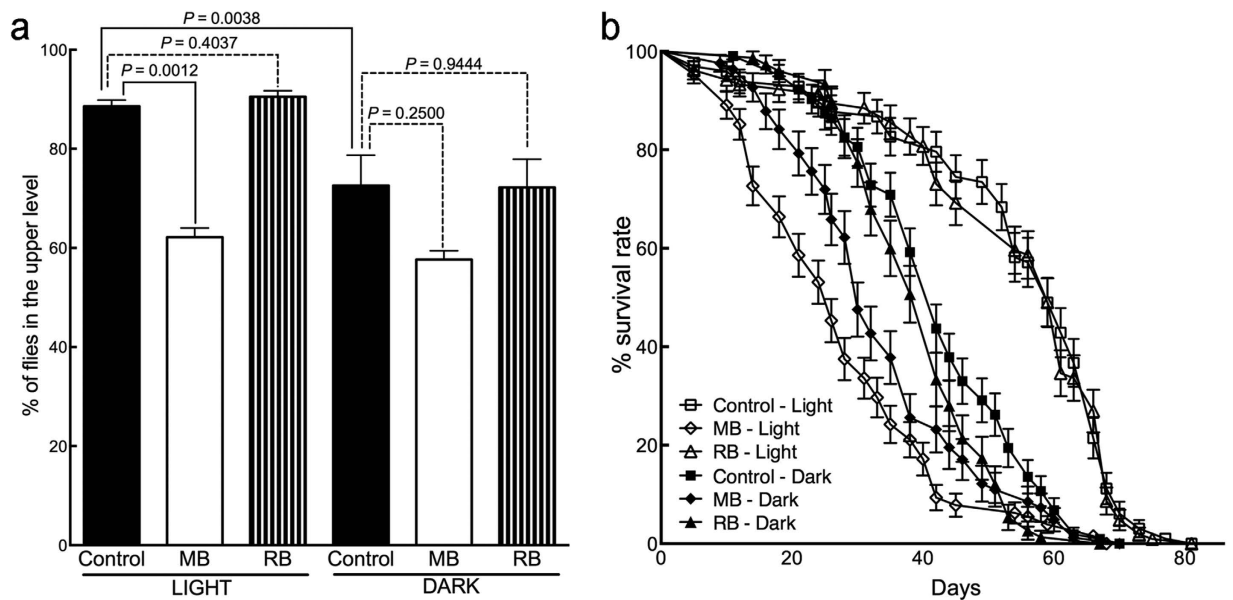 a
P = 0.0038
P = 0.4037
P = 0.0012
P = 0.9444
P = 0.2500
% of flies in the upper level
100
80
60
40
20
0
Control MB RB Control MB RB
LIGHT DARK
b
% survival rate
100
80
60
40
20
0
Control - Light
MB - Light
RB - Light
Control - Dark
MB - Dark
RB - Dark
0 20 40 60 80
Days